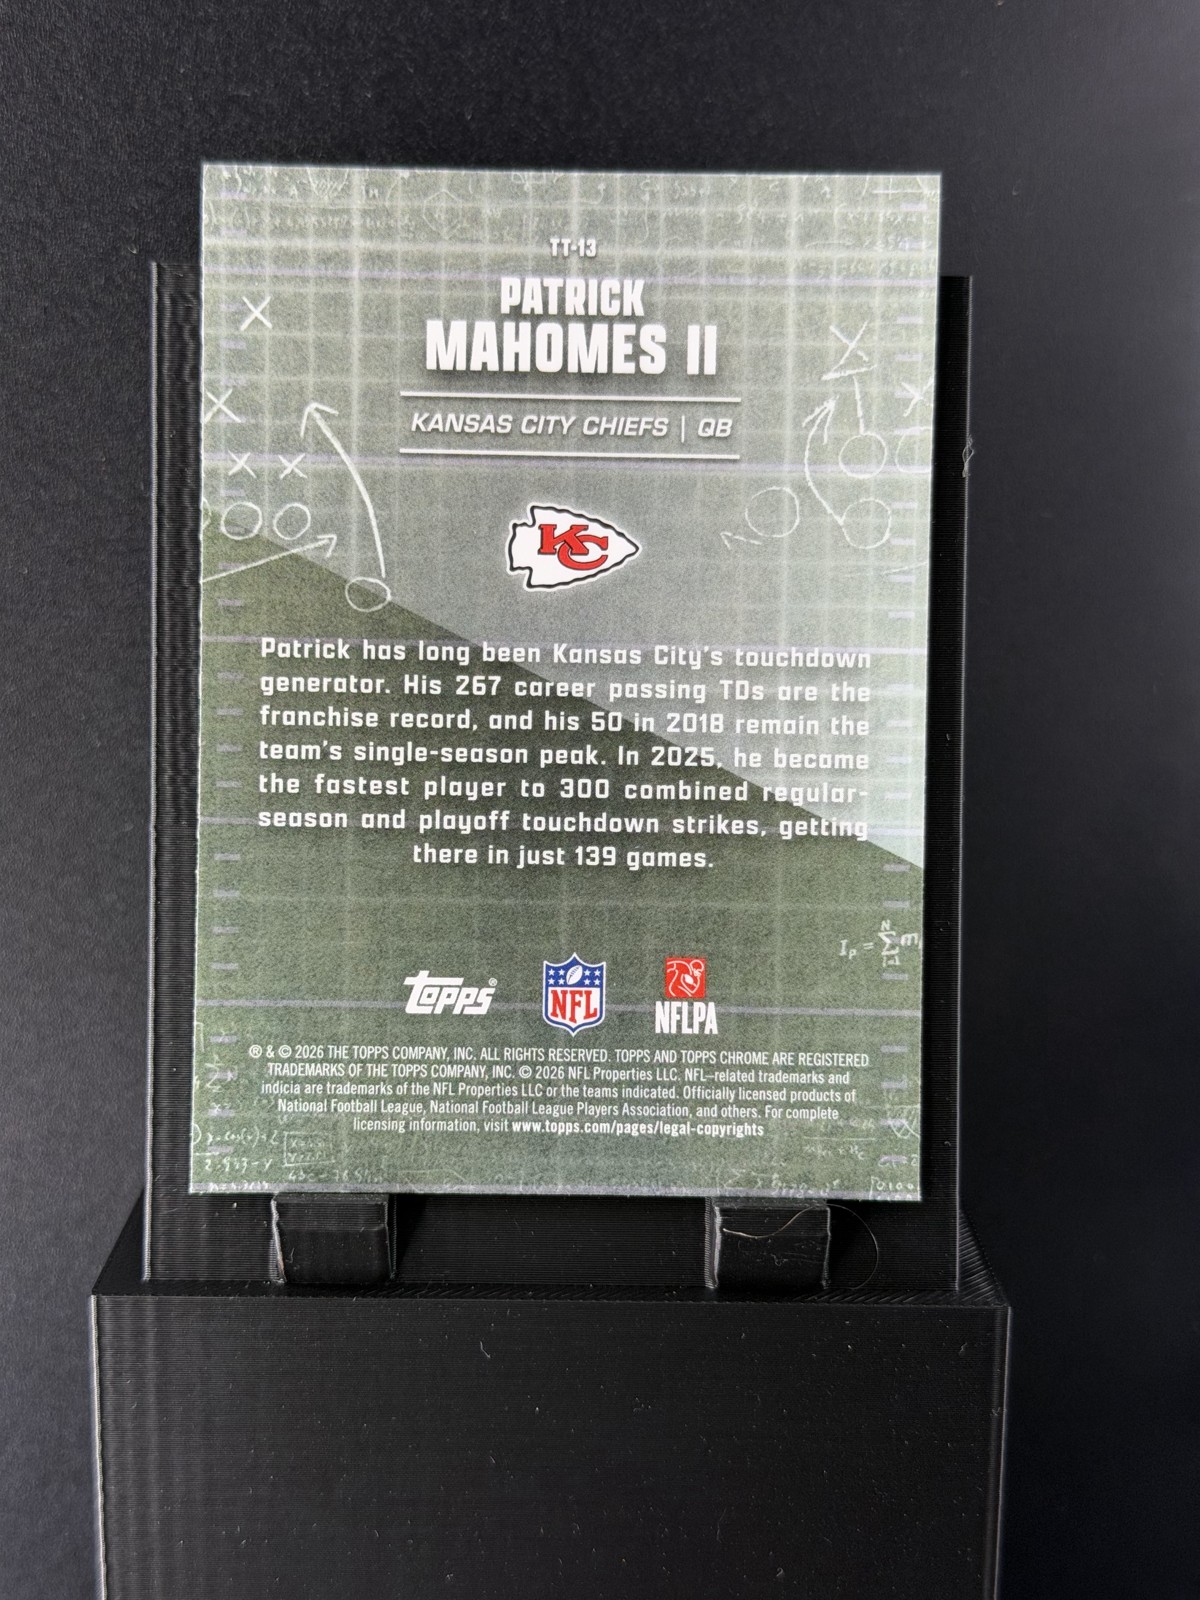 TT-13
PATRICK
MAHOMES II
KANSAS CITY CHIEFS | QB
KC
Patrick has long been Kansas City's touchdown
generator. His 267 career passing TDs are the
franchise record, and his 50 in 2018 remain the
team's single-season peak. In 2025, he became
the fastest player to 300 combined regular-
season and playoff touchdown strikes, getting
there in just 139 games.
topps®
NFL
NFLPA
® & © 2026 THE TOPPS COMPANY, INC. ALL RIGHTS RESERVED. TOPPS AND TOPPS CHROME ARE REGISTERED
TRADEMARKS OF THE TOPPS COMPANY, INC. © 2026 NFL Properties LLC. NFL-related trademarks and
indicia are trademarks of the NFL Properties LLC or the teams indicated. Officially licensed products of
National Football League, National Football League Players Association, and others. For complete
licensing information, visit www.topps.com/pages/legal-copyrights